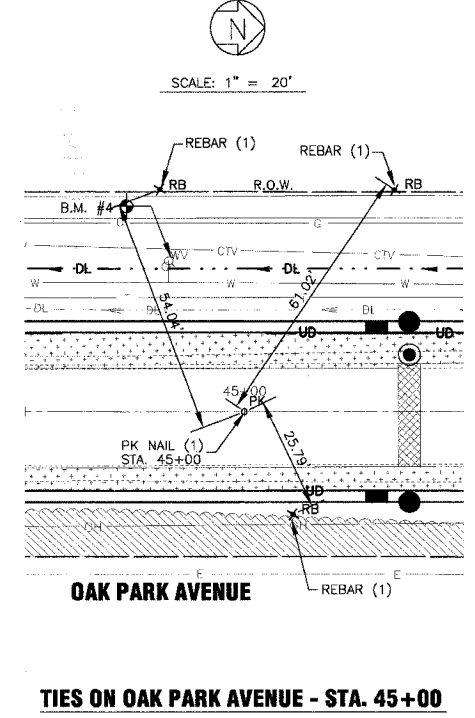 N
SCALE: 1" = 20'
REBAR (1)
REBAR (1)
RB
R.O.W.
RB
B.M. #4
G
G
WV
CTV
CTV
DL
DL
W
W
W
DL
DL
DL
54.04'
61.02'
UD
UD
45+00
PK
PK NAIL (1)
STA. 45+00
25.79'
UD
RB
OH
H
E
E
OAK PARK AVENUE
REBAR (1)
TIES ON OAK PARK AVENUE - STA. 45+00